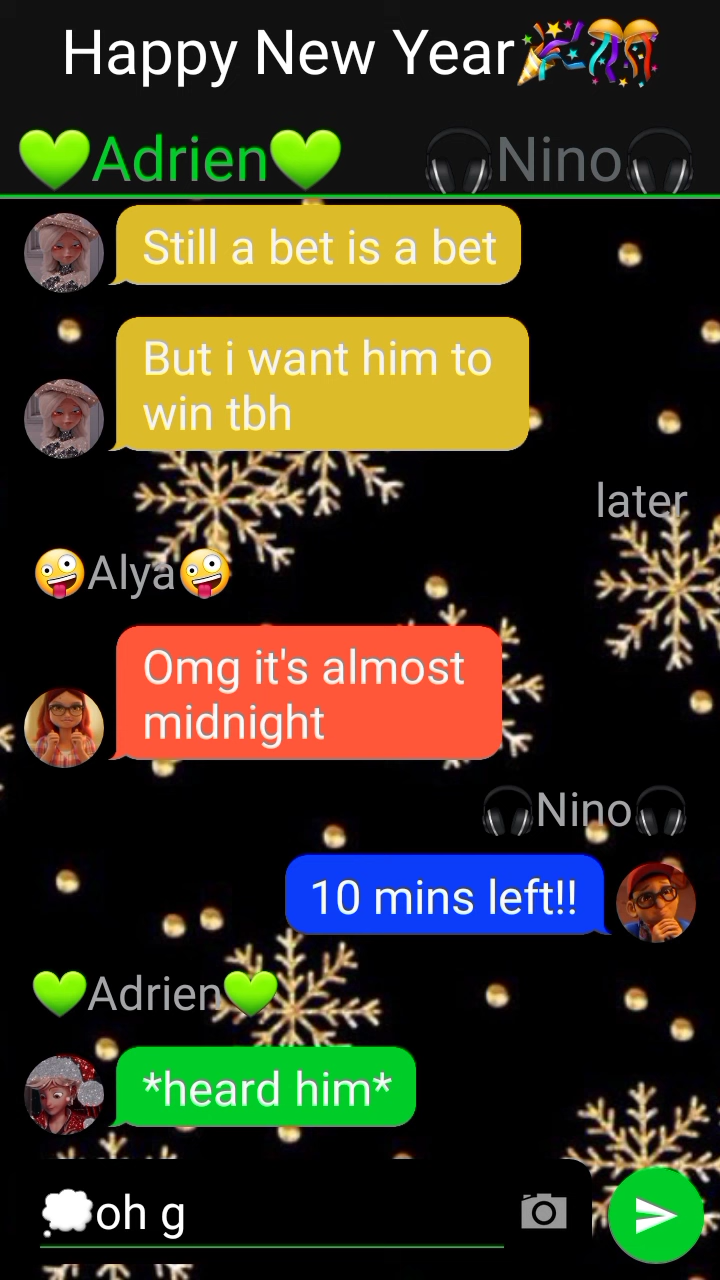 Happy New Year🎉🎊
💚Adrien💚 🎧Nino🎧
Still a bet is a bet
But i want him to
win tbh
later
🤪Alya🤪
Omg it's almost
midnight
🎧Nino🎧
10 mins left!!
💚Adrien💚
*heard him*
💭oh g